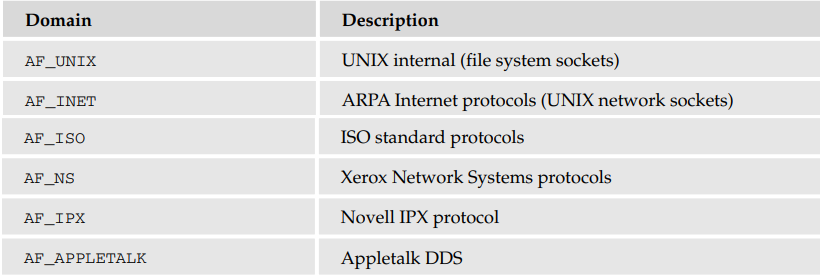 Domain Description
AF_UNIX UNIX internal (file system sockets)
AF_INET ARPA Internet protocols (UNIX network sockets)
AF_ISO ISO standard protocols
AF_NS Xerox Network Systems protocols
AF_IPX Novell IPX protocol
AF_APPLETALK Appletalk DDS